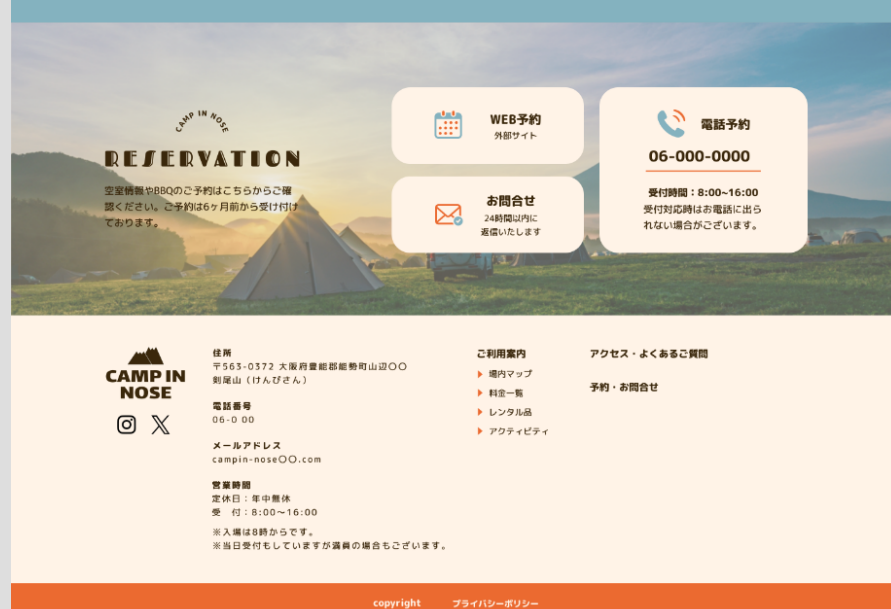 CAMP IN NOSE
RESERVATION
空室情報やBBQのご予約はこちらからご確
認ください。ご予約は6ヶ月前から受け付け
ております。
WEB予約
外部サイト
お問合せ
24時間以内に
返信いたします
電話予約
06-000-0000
受付時間：8:00~16:00
受付対応時はお電話に出ら
れない場合がございます。
CAMP IN
NOSE
住所
〒563-0372 大阪府豊能郡能勢町山辺〇〇
剣尾山（けんびさん）
電話番号
06-0 00
メールアドレス
campin-nose〇〇.com
営業時間
定休日：年中無休
受　付：8:00〜16:00
※入場は8時からです。
※当日受付もしていますが満員の場合もございます。
ご利用案内
場内マップ
料金一覧
レンタル品
アクティビティ
アクセス・よくあるご質問
予約・お問合せ
copyright
プライバシーポリシー